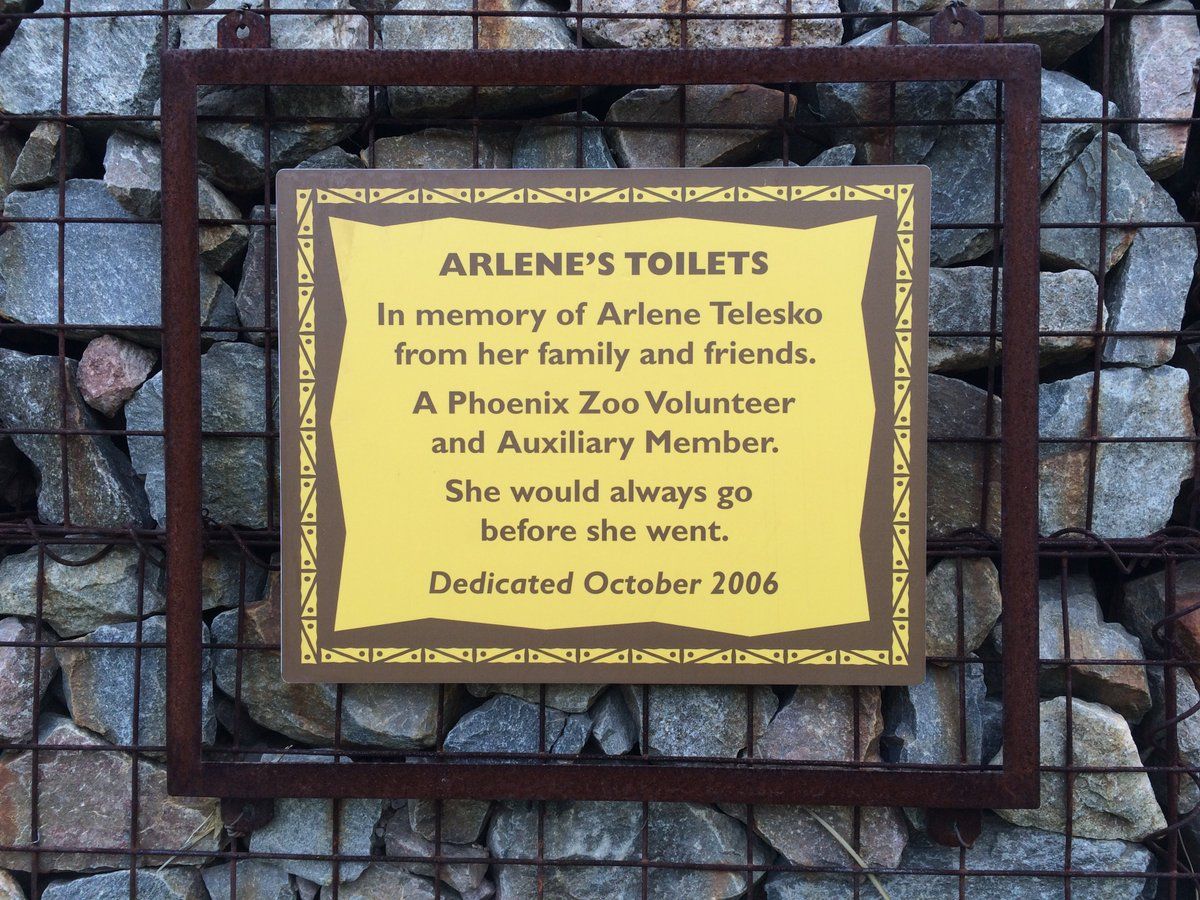 ARLENE'S TOILETS
In memory of Arlene Telesko
from her family and friends.
A Phoenix Zoo Volunteer
and Auxiliary Member.
She would always go
before she went.
Dedicated October 2006